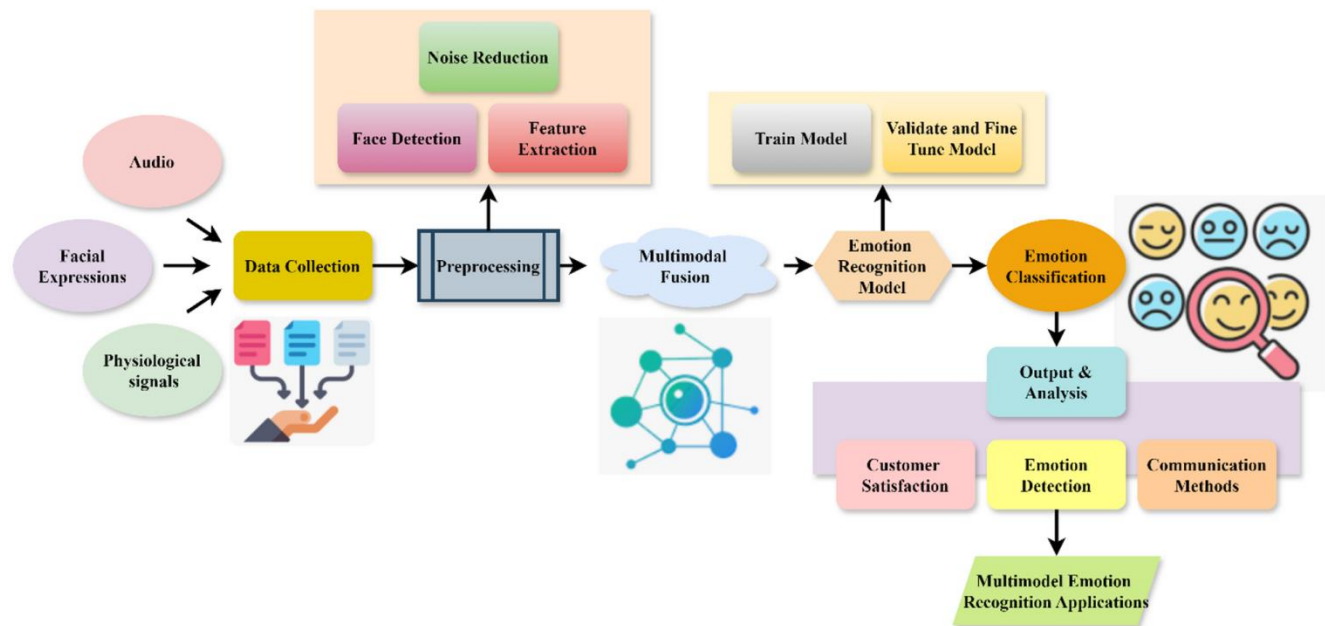 Noise Reduction
Face Detection
Feature
Extraction
Train Model
Validate and Fine
Tune Model
Audio
Facial
Expressions
Physiological
signals
Data Collection
Preprocessing
Multimodal
Fusion
Emotion
Recognition
Model
Emotion
Classification
Output &
Analysis
Customer
Satisfaction
Emotion
Detection
Communication
Methods
Multimodel Emotion
Recognition Applications